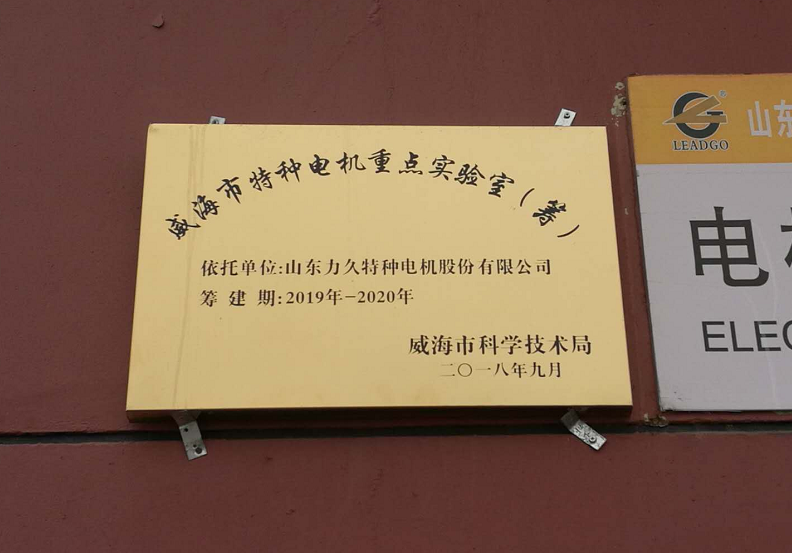 威海市特种电机重点实验室（筹）
依托单位:山东力久特种电机股份有限公司
筹 建 期:2019年-2020年
威海市科学技术局
二〇一八年九月
LEADGO
山东
电
ELEC